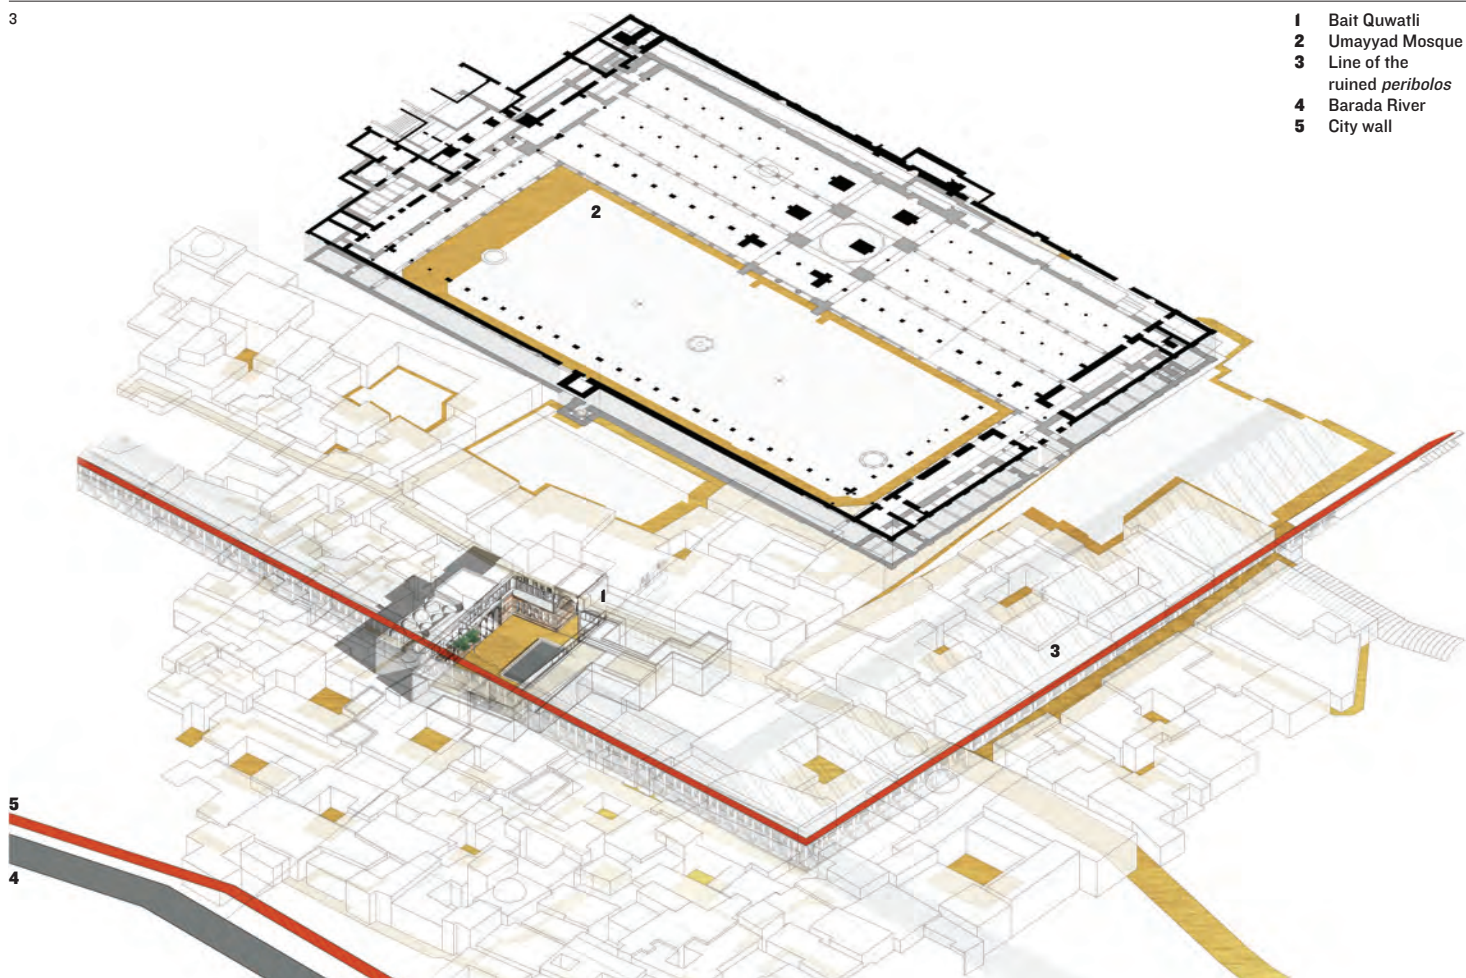 3
1 Bait Quwatli
2 Umayyad Mosque
3 Line of the
ruined peribolos
4 Barada River
5 City wall
2
1
3
5
4